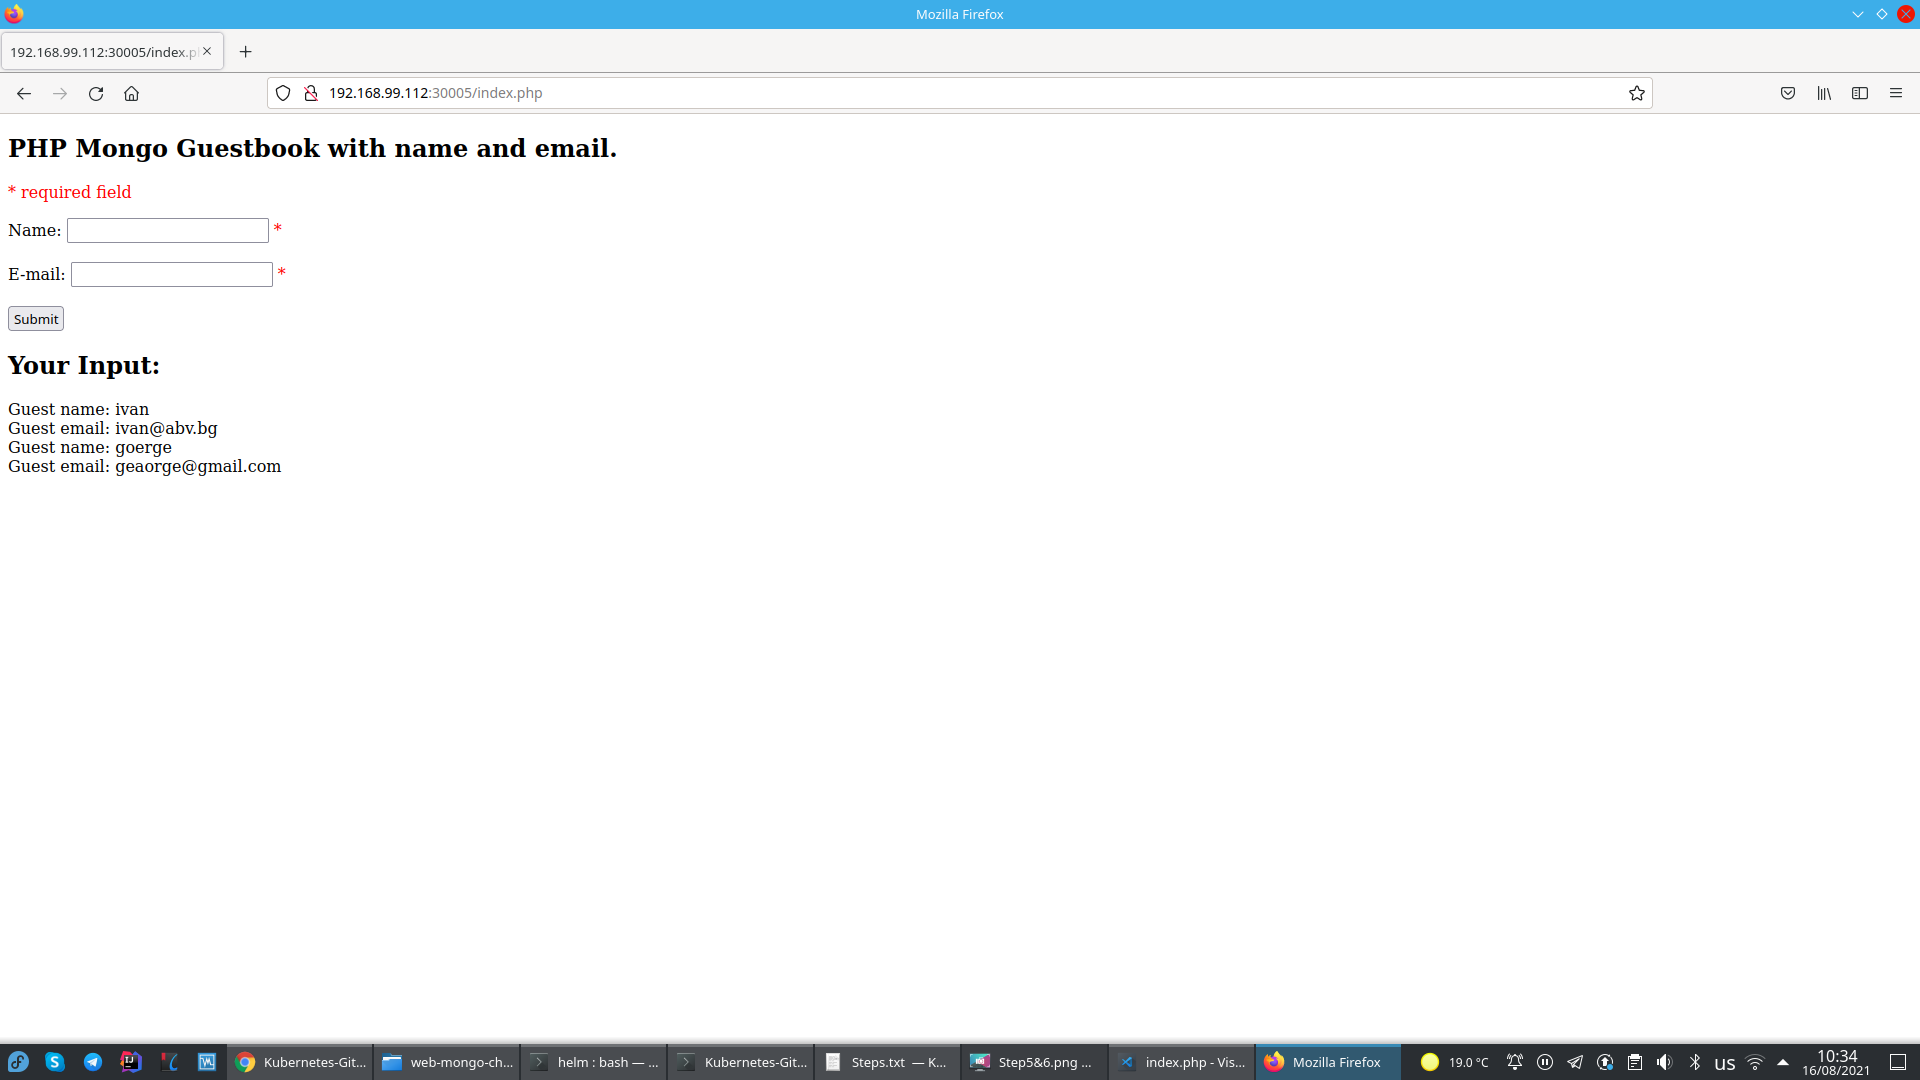 Mozilla Firefox
192.168.99.112:30005/index.p
192.168.99.112:30005/index.php
PHP Mongo Guestbook with name and email.
* required field
Name: *
E-mail: *
Submit
Your Input:
Guest name: ivan
Guest email: ivan@abv.bg
Guest name: goerge
Guest email: geaorge@gmail.com
Kubernetes-Git... web-mongo-ch... helm : bash — ... Kubernetes-Git... Steps.txt — K... Step5&6.png ... index.php - Vis... Mozilla Firefox 19.0 °C us 10:34
16/08/2021